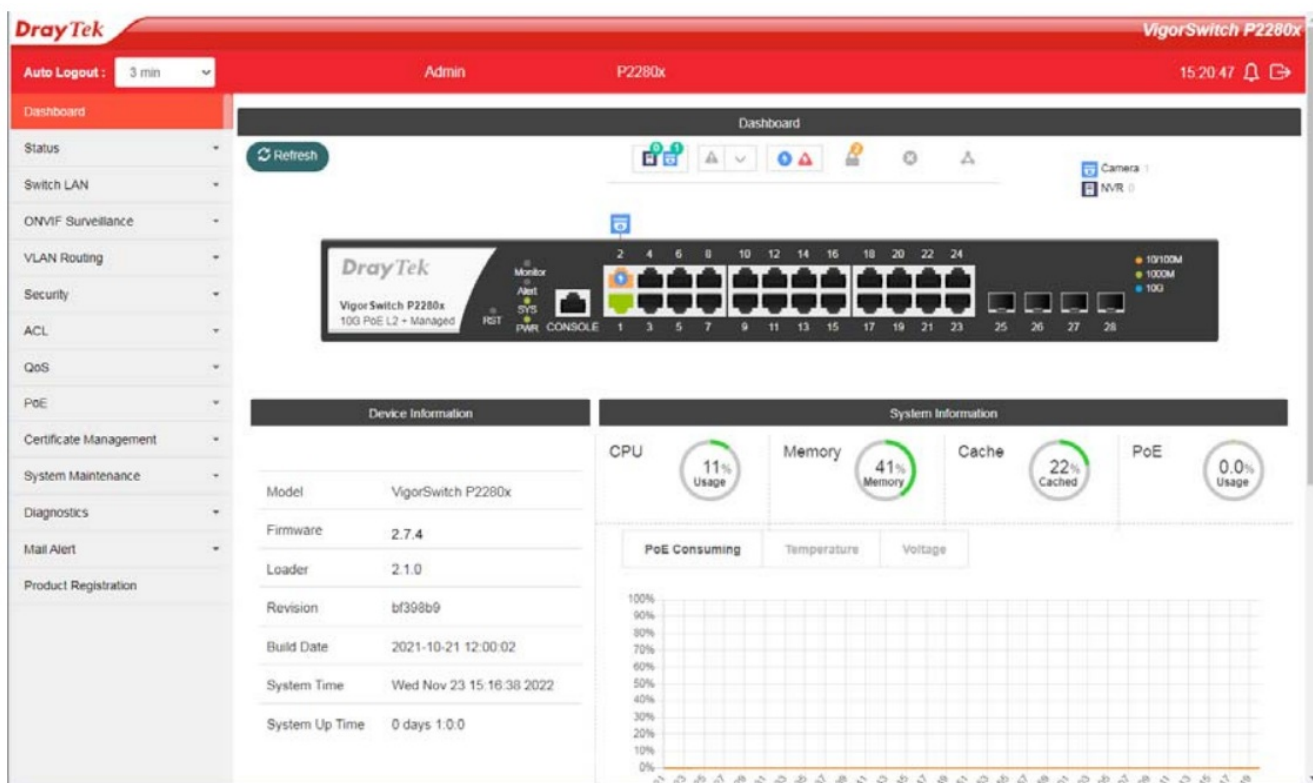 DrayTek
VigorSwitch P2280x
Auto Logout : 3 min Admin P2280x 15:20:47
Dashboard
Status
Switch LAN
ONVIF Surveillance
VLAN Routing
Security
ACL
QoS
PoE
Certificate Management
System Maintenance
Diagnostics
Mail Alert
Product Registration
Dashboard
Refresh
0 1 2
Camera 1
NVR 0
DrayTek
VigorSwitch P2280x
10G PoE L2 + Managed
RST
Monitor
Alert
SYS
PWR
CONSOLE
2 4 6 8 10 12 14 16 18 20 22 24
1 3 5 7 9 11 13 15 17 19 21 23 25 26 27 28
10/100M
1000M
10G
Device Information
Model VigorSwitch P2280x
Firmware 2.7.4
Loader 2.1.0
Revision bf398b9
Build Date 2021-10-21 12:00:02
System Time Wed Nov 23 15:16:38 2022
System Up Time 0 days 1:0:0
System Information
CPU 11% Usage
Memory 41% Memory
Cache 22% Cached
PoE 0.0% Usage
PoE Consuming Temperature Voltage
100%
90%
80%
70%
60%
50%
40%
30%
20%
10%
0%